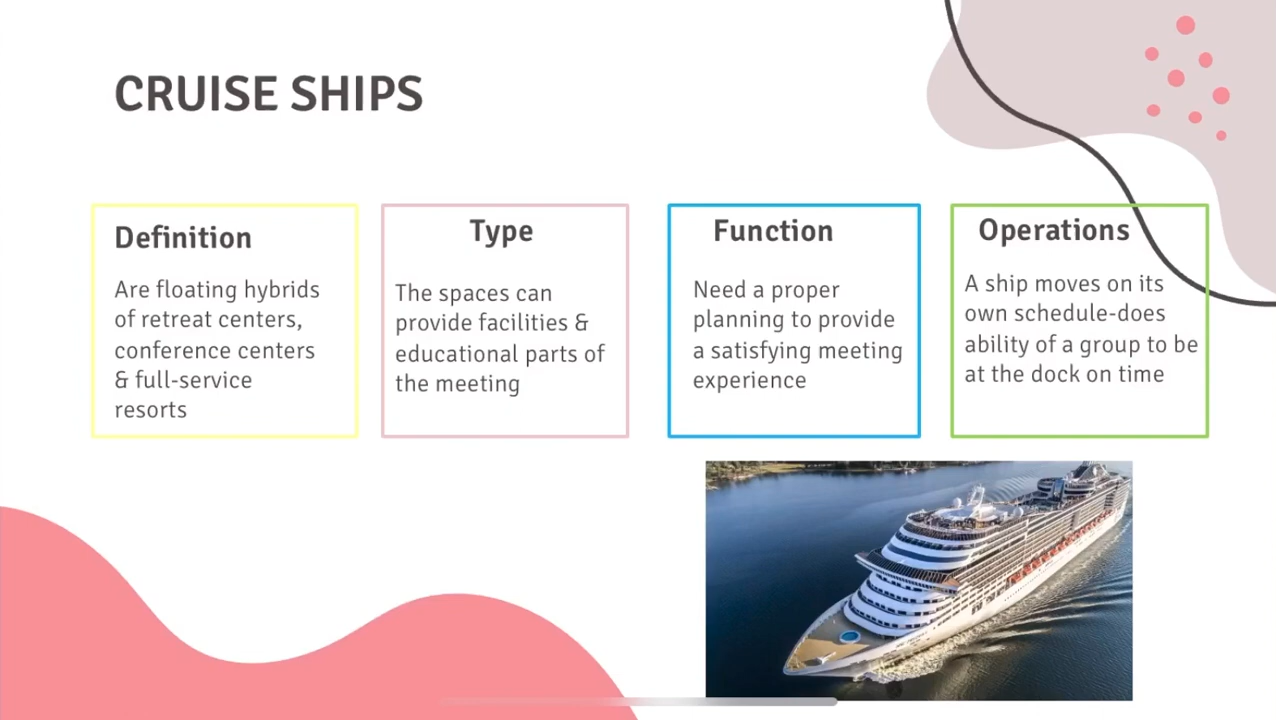 CRUISE SHIPS
Definition
Are floating hybrids
of retreat centers,
conference centers
& full-service
resorts
Type
The spaces can
provide facilities &
educational parts of
the meeting
Function
Need a proper
planning to provide
a satisfying meeting
experience
Operations
A ship moves on its
own schedule-does
ability of a group to be
at the dock on time